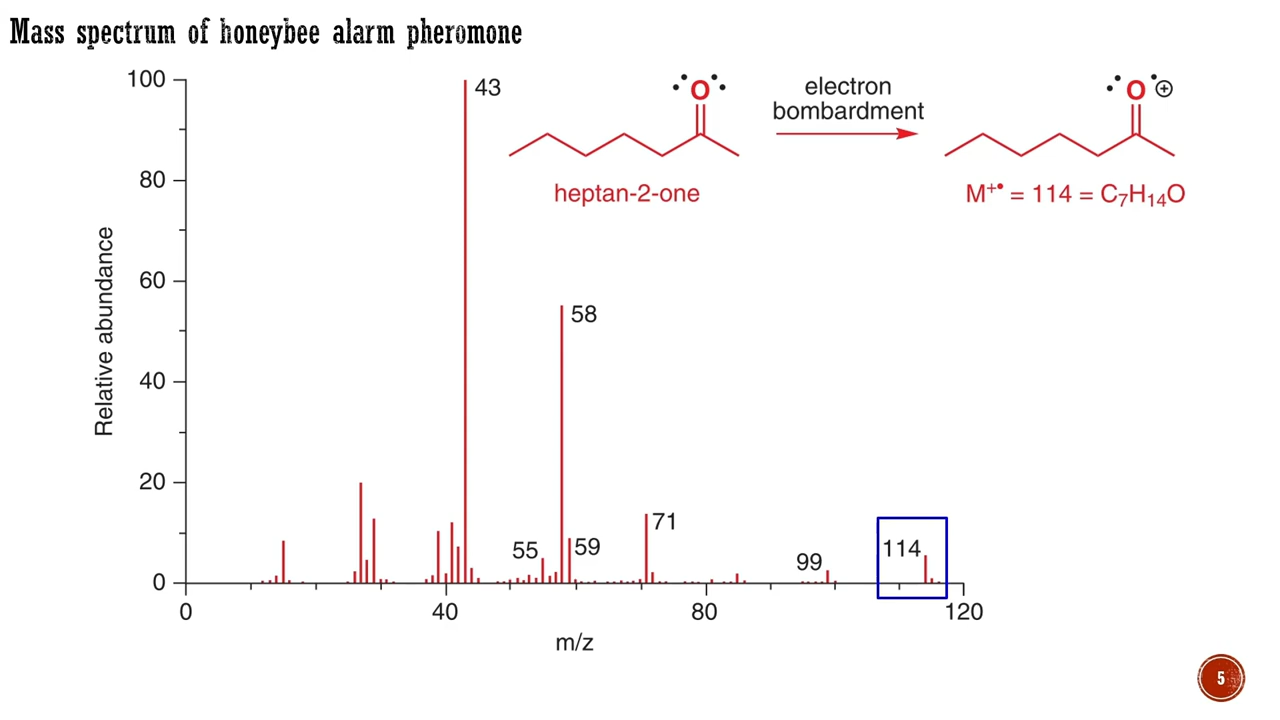 Mass spectrum of honeybee alarm pheromone
100
80
60
40
20
0
Relative abundance
0
40
80
120
m/z
43
58
55
59
71
99
114
O
heptan-2-one
electron
bombardment
O
⊕
M⁺• = 114 = C₇H₁₄O
5